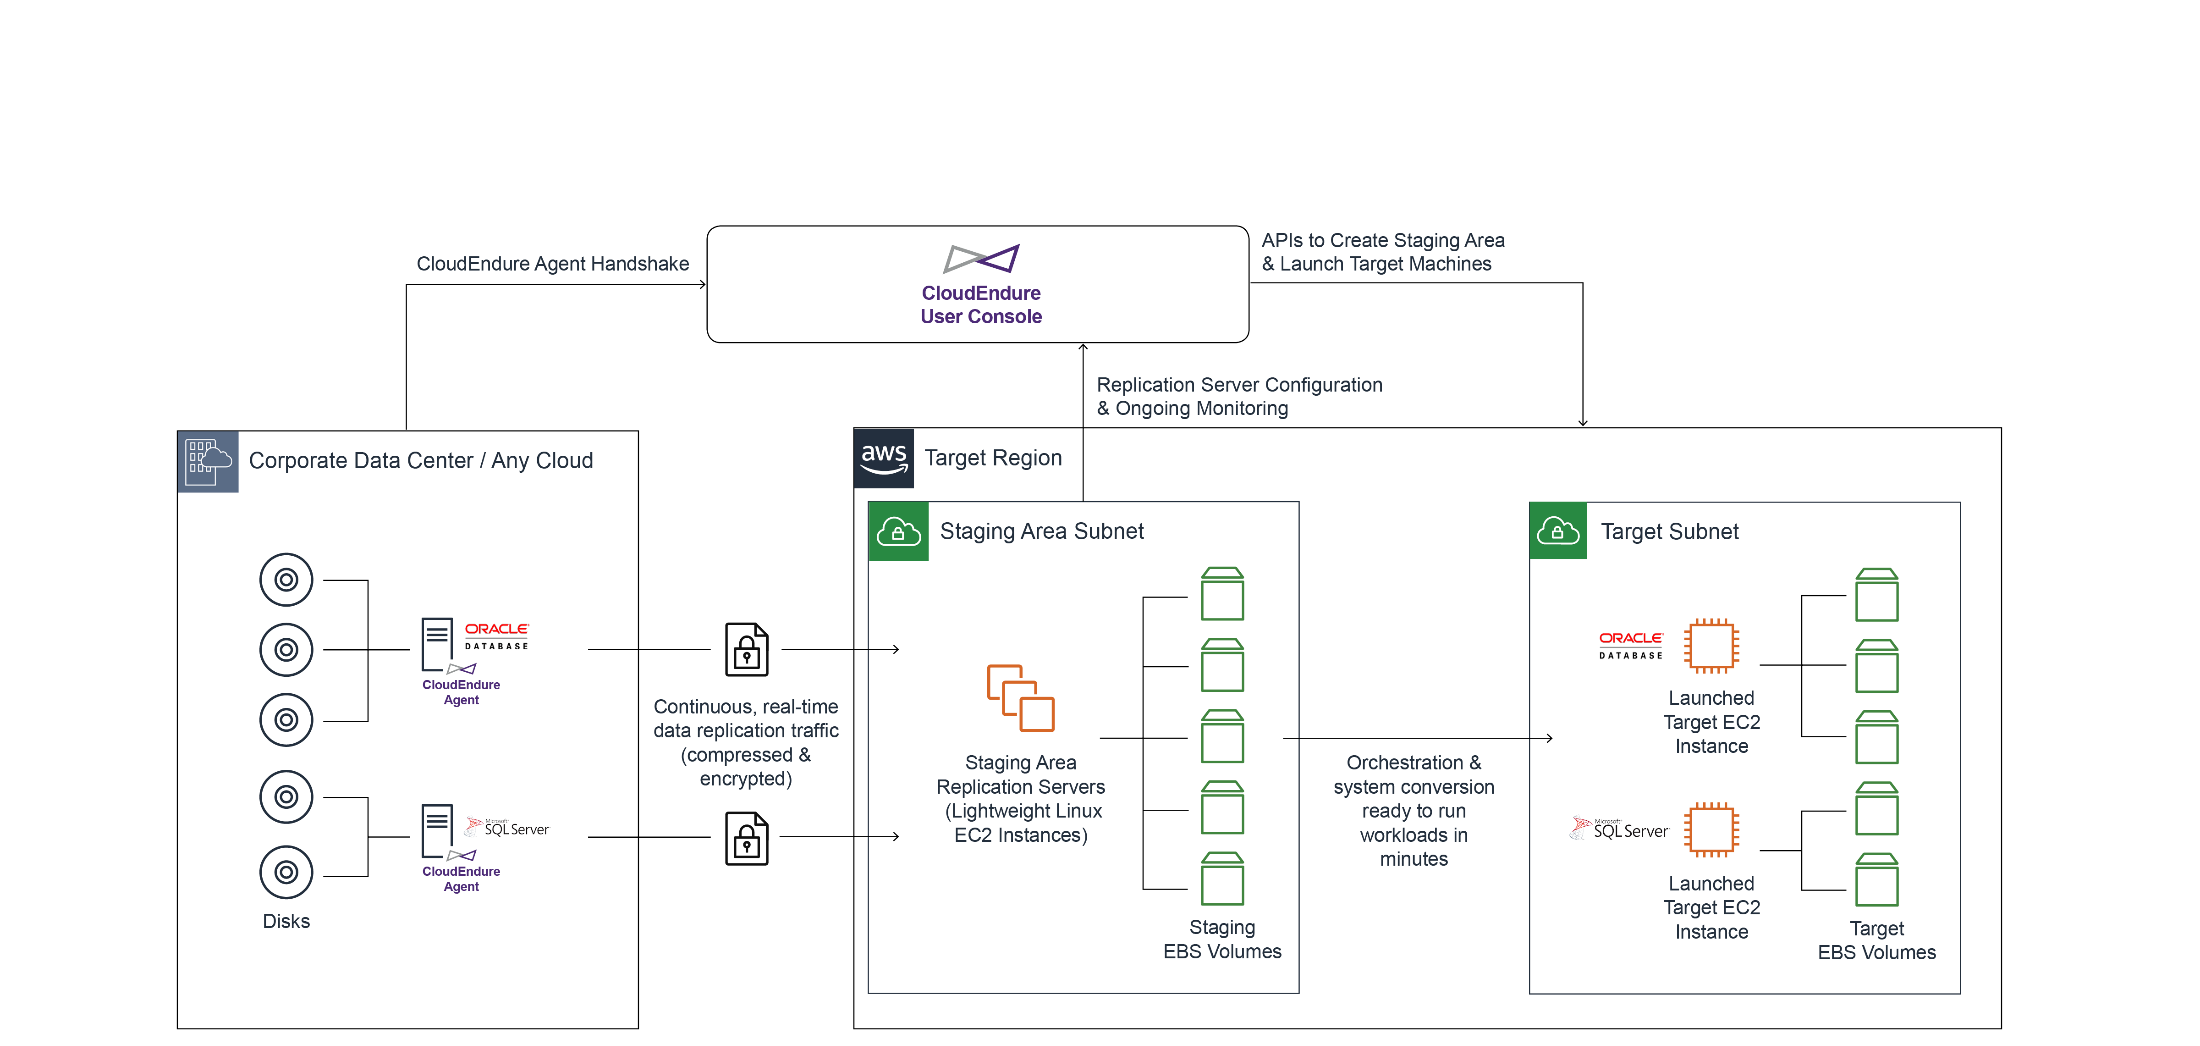 CloudEndure Agent Handshake
CloudEndure
User Console
APIs to Create Staging Area
& Launch Target Machines
Replication Server Configuration
& Ongoing Monitoring
Corporate Data Center / Any Cloud
ORACLE
DATABASE
CloudEndure
Agent
Microsoft
SQL Server
CloudEndure
Agent
Disks
Continuous, real-time
data replication traffic
(compressed &
encrypted)
aws
Target Region
Staging Area Subnet
Staging Area
Replication Servers
(Lightweight Linux
EC2 Instances)
Staging
EBS Volumes
Orchestration &
system conversion
ready to run
workloads in
minutes
Target Subnet
ORACLE
DATABASE
Launched
Target EC2
Instance
Microsoft
SQL Server
Launched
Target EC2
Instance
Target
EBS Volumes